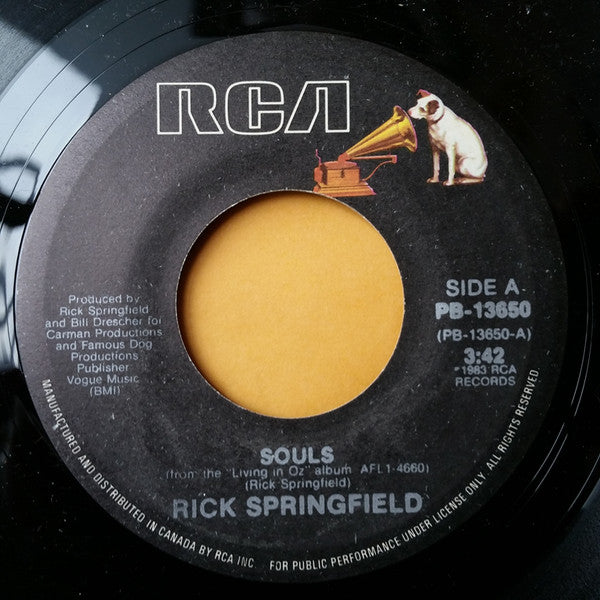 RCA
SIDE A
PB-13650
(PB-13650-A)
3:42
℗1983 RCA
RECORDS
Produced by
Rick Springfield
and Bill Drescher for
Carman Productions
and Famous Dog
Productions
Publisher
Vogue Music
(BMI)
SOULS
(from the "Living in Oz" album AFL1-4660)
(Rick Springfield)
RICK SPRINGFIELD
MANUFACTURED AND DISTRIBUTED IN CANADA BY RCA INC. FOR PUBLIC PERFORMANCE UNDER LICENSE ONLY. ALL RIGHTS RESERVED